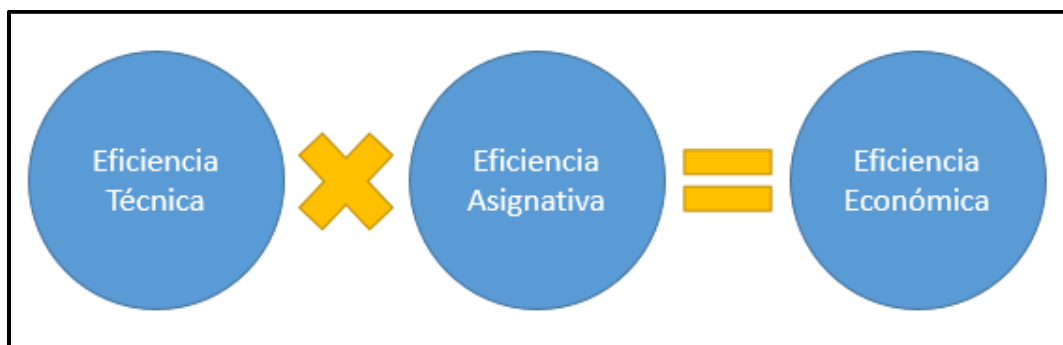 Eficiencia
Técnica
Eficiencia
Asignativa
Eficiencia
Económica